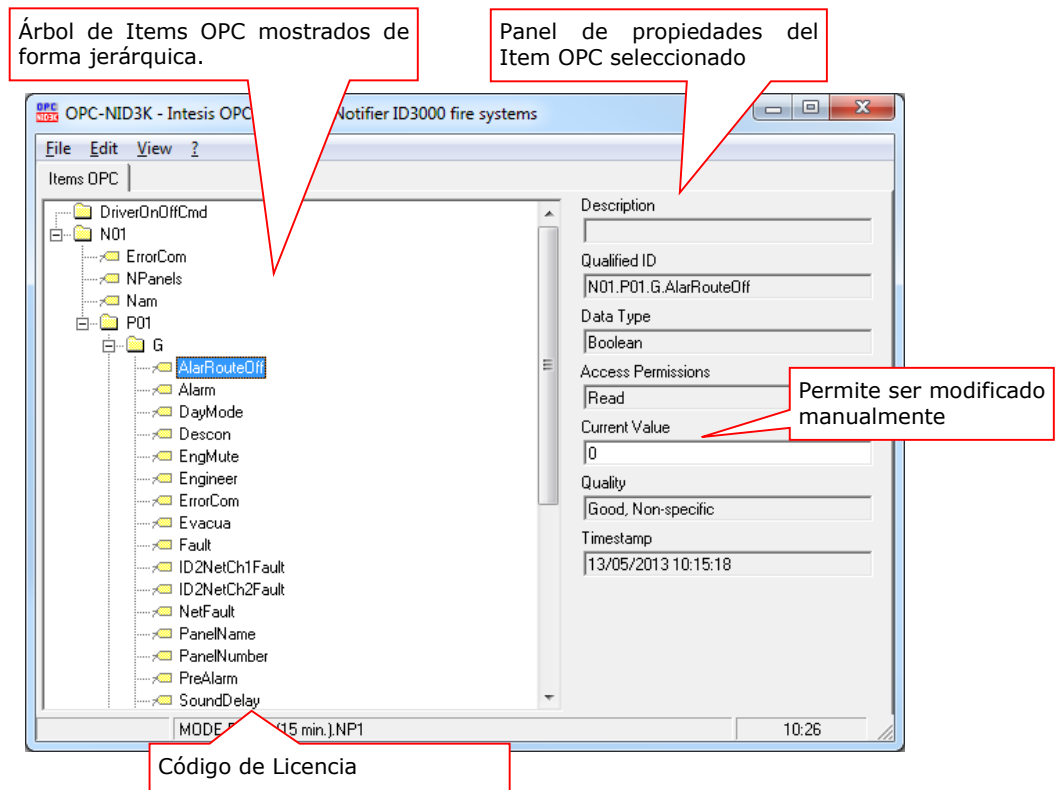 Árbol de Items OPC mostrados de
forma jerárquica.
Panel de propiedades del
Item OPC seleccionado
OPC-NID3K - Intesis OPC Notifier ID3000 fire systems
File Edit View ?
Items OPC
DriverOnOffCmd
N01
ErrorCom
NPanels
Nam
P01
G
AlarRouteOff
Alarm
DayMode
Descon
EngMute
Engineer
ErrorCom
Evacua
Fault
ID2NetCh1Fault
ID2NetCh2Fault
NetFault
PanelName
PanelNumber
PreAlarm
SoundDelay
Description
Qualified ID
N01.P01.G.AlarRouteOff
Data Type
Boolean
Access Permissions
Read
Current Value
0
Quality
Good, Non-specific
Timestamp
13/05/2013 10:15:18
Permite ser modificado
manualmente
MODE (15 min.).NP1
10:26
Código de Licencia